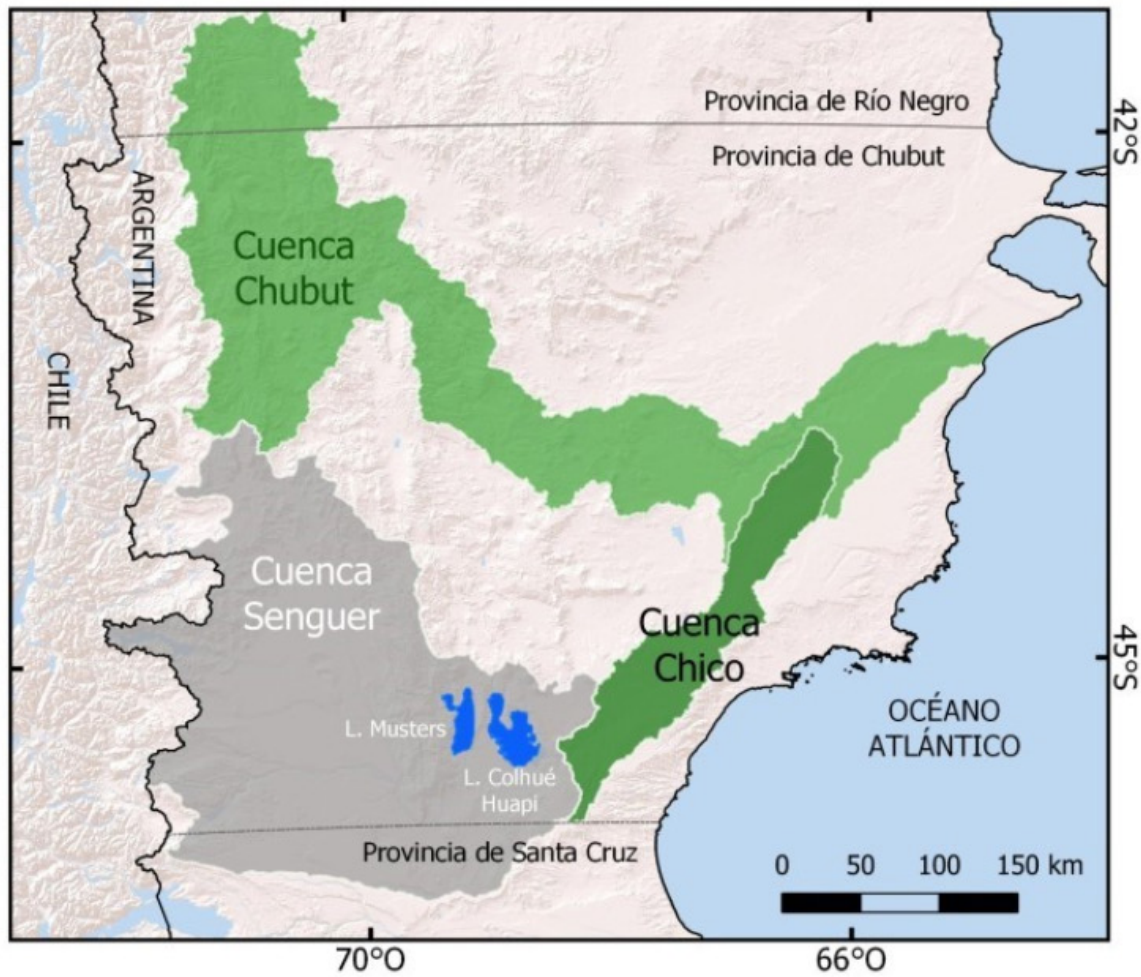 Provincia de Río Negro
Provincia de Chubut
42°S
ARGENTINA
Cuenca
Chubut
CHILE
Cuenca
Senguer
Cuenca
Chico
45°S
L. Musters
L. Colhué
Huapi
OCÉANO
ATLÁNTICO
Provincia de Santa Cruz
0 50 100 150 km
70°O
66°O